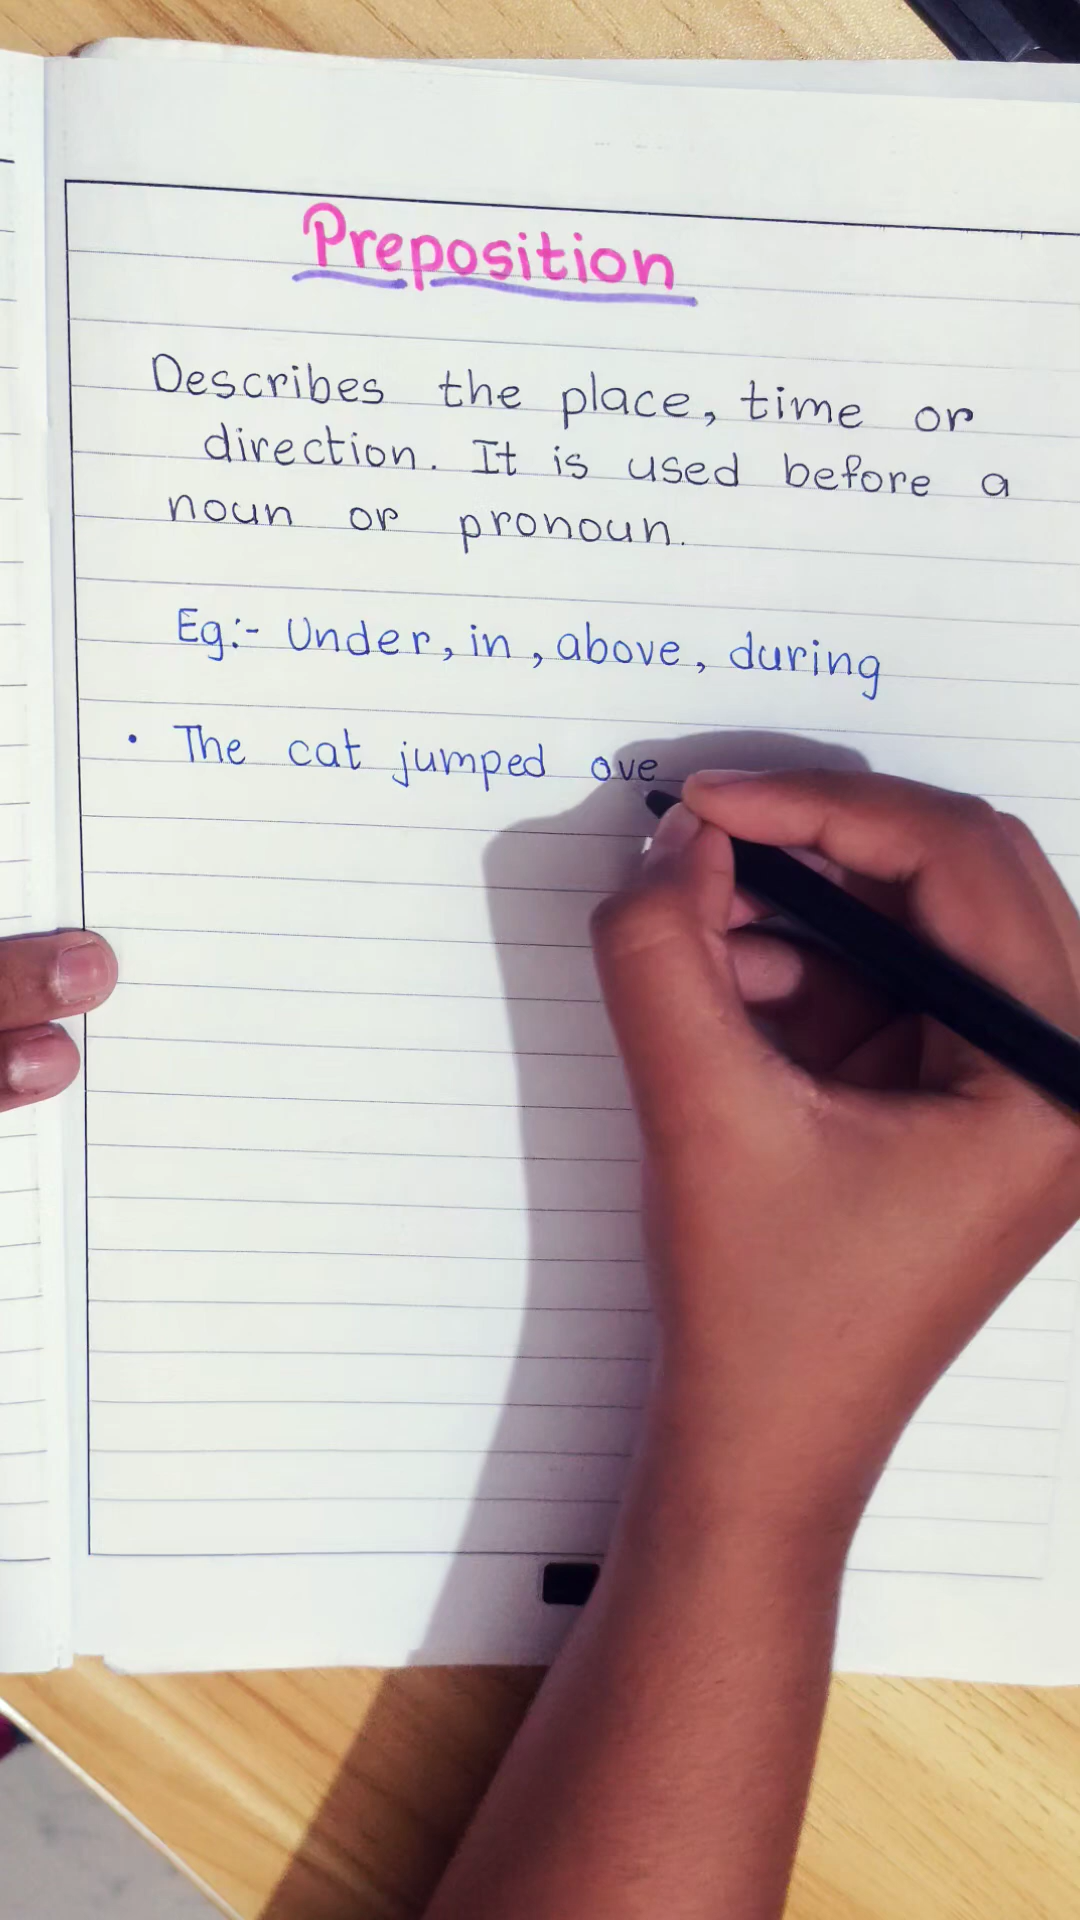 Preposition
Describes the place, time or
direction. It is used before a
noun or pronoun.
Eg:- Under, in, above, during
• The cat jumped ove